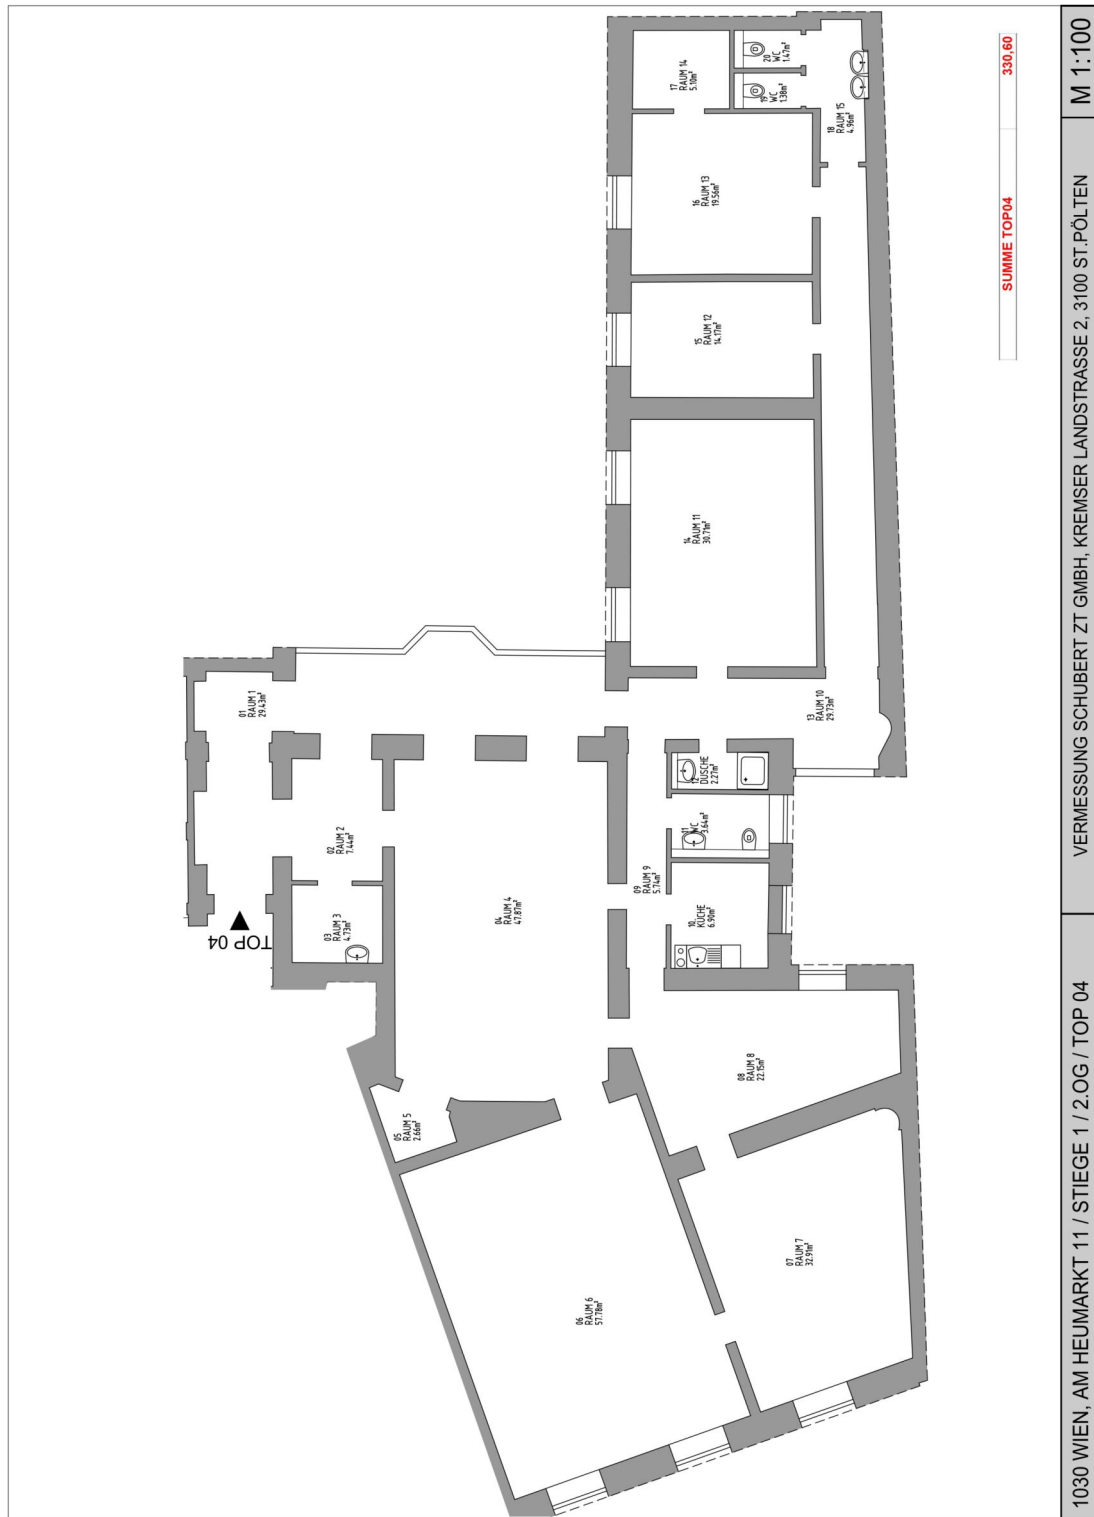 01
RAUM 1
29.43m²
02
RAUM 2
7.44m²
03
RAUM 3
4.73m²
TOP 04
04
RAUM 4
47.87m²
05
RAUM 5
2.66m²
06
RAUM 6
57.78m²
07
RAUM 7
32.91m²
08
RAUM 8
22.15m²
09
RAUM 9
5.74m²
10
KÜCHE
6.90m²
11
WC
3.64m²
12
DUSCHE
2.27m²
13
RAUM 10
29.73m²
14
RAUM 11
30.71m²
15
RAUM 12
14.17m²
16
RAUM 13
19.56m²
17
RAUM 14
5.10m²
18
RAUM 15
4.96m²
19
WC
1.38m²
20
WC
1.47m²
SUMME TOP04 330,60
1030 WIEN, AM HEUMARKT 11 / STIEGE 1 / 2.OG / TOP 04
VERMESSUNG SCHUBERT ZT GMBH, KREMSER LANDSTRASSE 2, 3100 ST.PÖLTEN
M 1:100